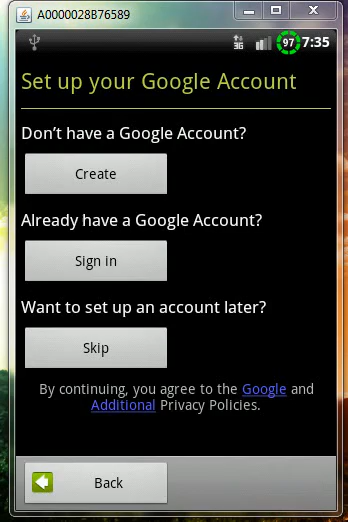 A0000028B76589
3G 97 7:35
Set up your Google Account
Don't have a Google Account?
Create
Already have a Google Account?
Sign in
Want to set up an account later?
Skip
By continuing, you agree to the Google and
Additional Privacy Policies.
Back